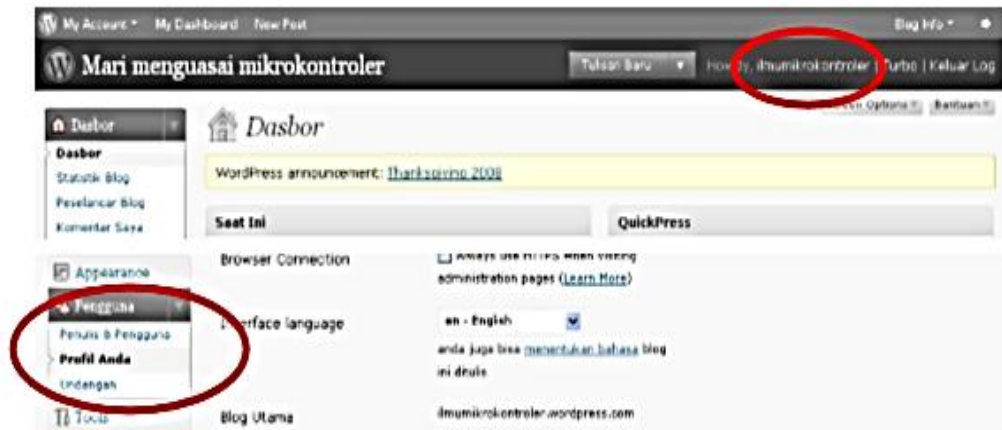 My Account My Dashboard New Post Blog Info
Mari menguasai mikrokontroler Tulisan Baru Howdy, ilmumikrokontroler | Turbo | Keluar Log
Options Bantuan
Dasbor
Dasbor
Dasbor
Statistik Blog
Peselancar Blog
Komentar Saya
WordPress announcement: Thanksgiving 2008
Saat Ini QuickPress
Appearance
Pengguna
Penulis & Pengguna
Profil Anda
Undangan
Tools
Browser Connection
Always use HTTPS when visiting
administration pages (Learn More)
Interface language
en - English
anda juga bisa menentukan bahasa blog
ini ditulis
Blog Utama
ilmumikrokontroler.wordpress.com